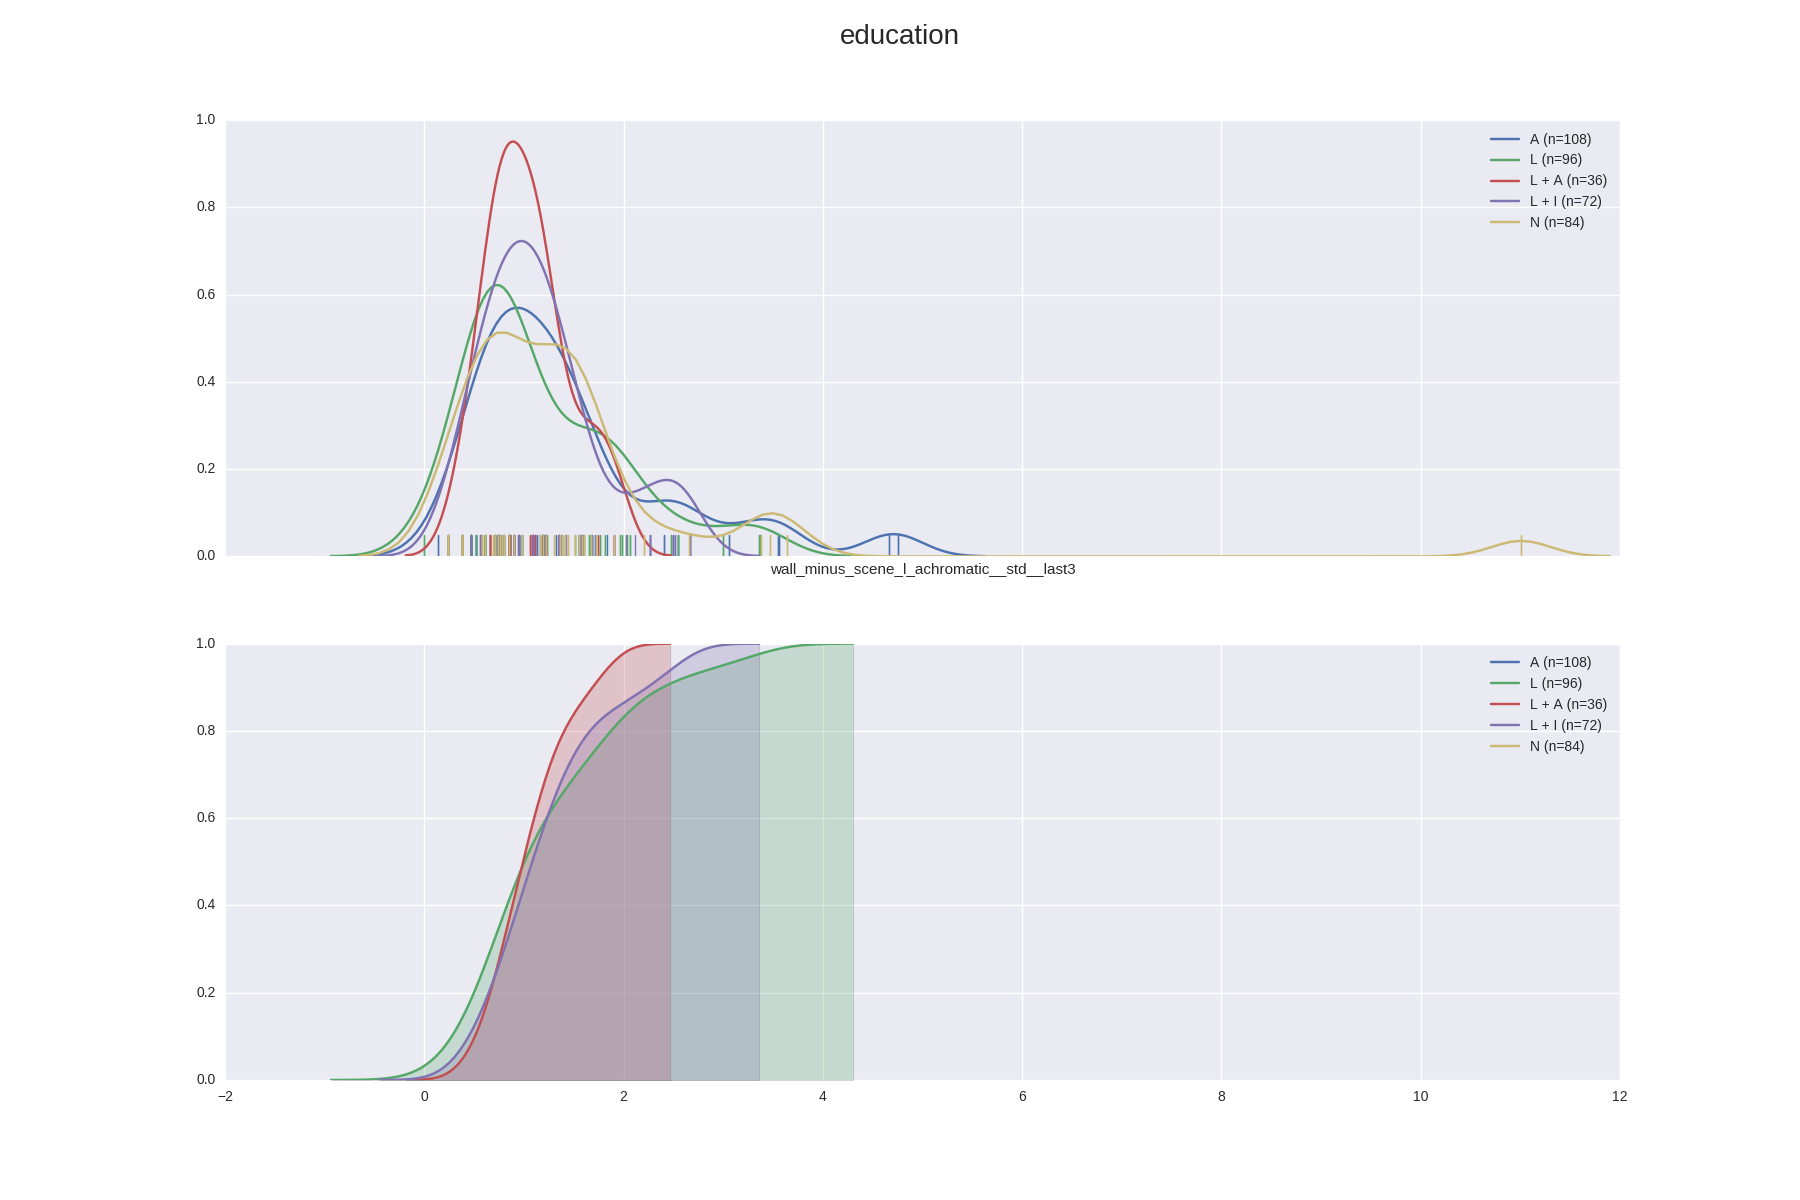 education
1.0
0.8
0.6
0.4
0.2
0.0
A (n=108)
L (n=96)
L + A (n=36)
L + I (n=72)
N (n=84)
wall_minus_scene_l_achromatic__std__last3
1.0
0.8
0.6
0.4
0.2
0.0
A (n=108)
L (n=96)
L + A (n=36)
L + I (n=72)
N (n=84)
−2 0 2 4 6 8 10 12